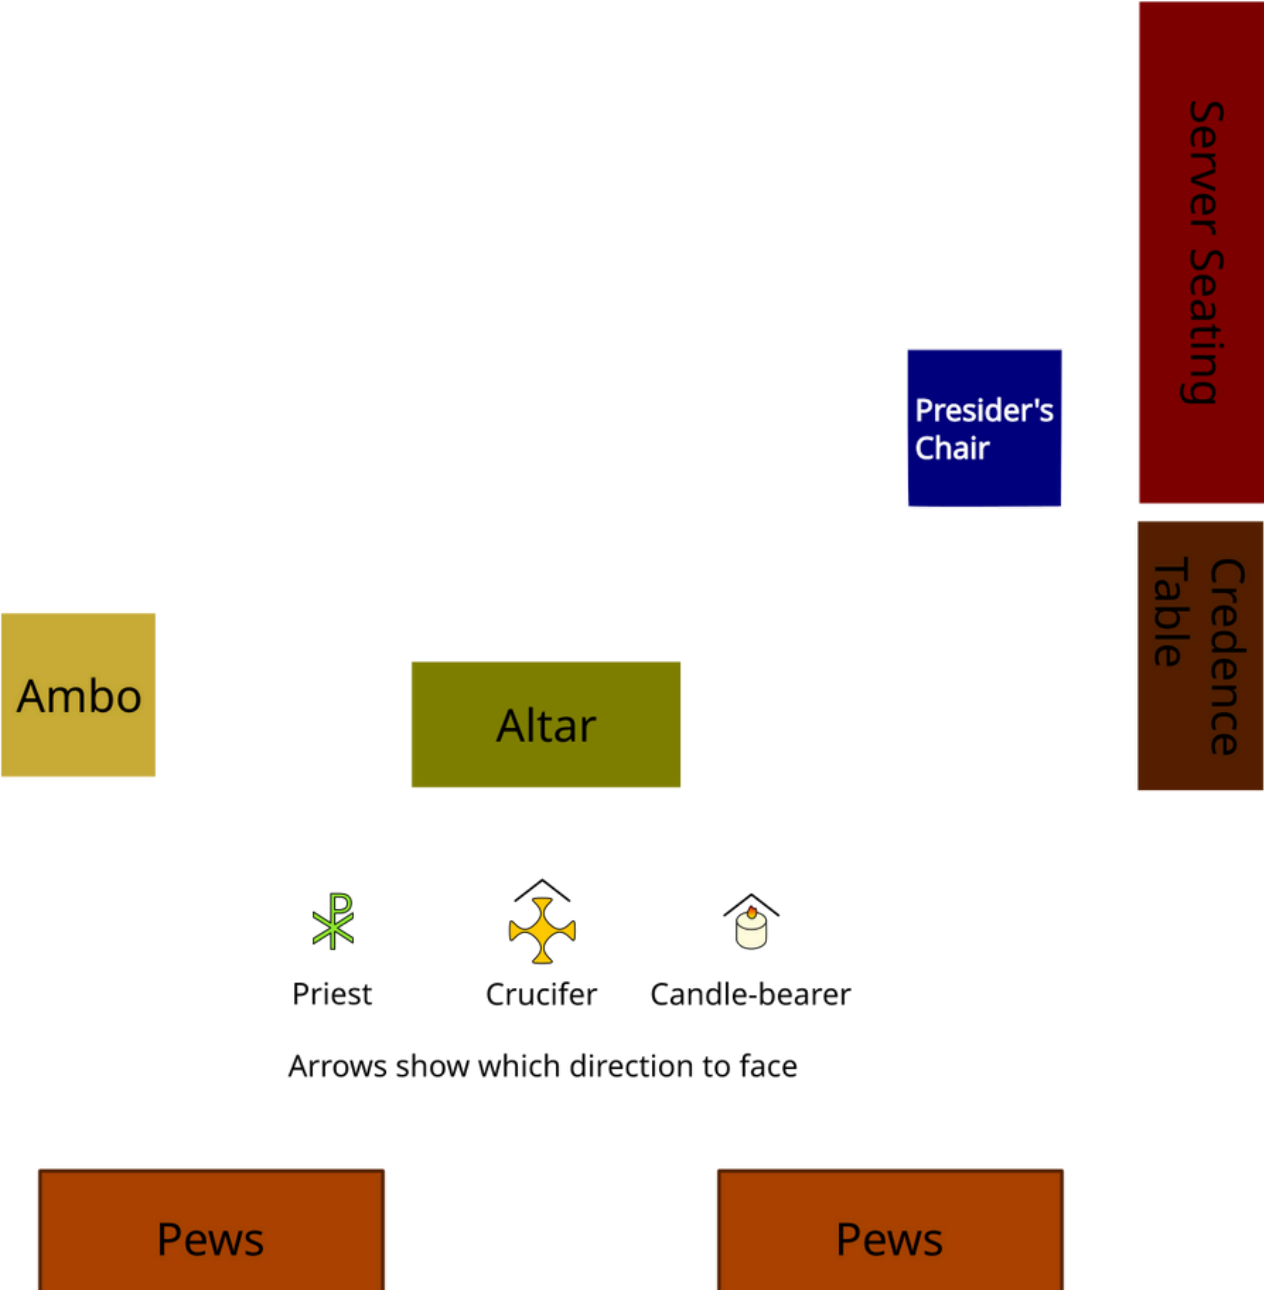 Server Seating
Presider's
Chair
Credence
Table
Ambo
Altar
Priest
Crucifer
Candle-bearer
Arrows show which direction to face
Pews
Pews